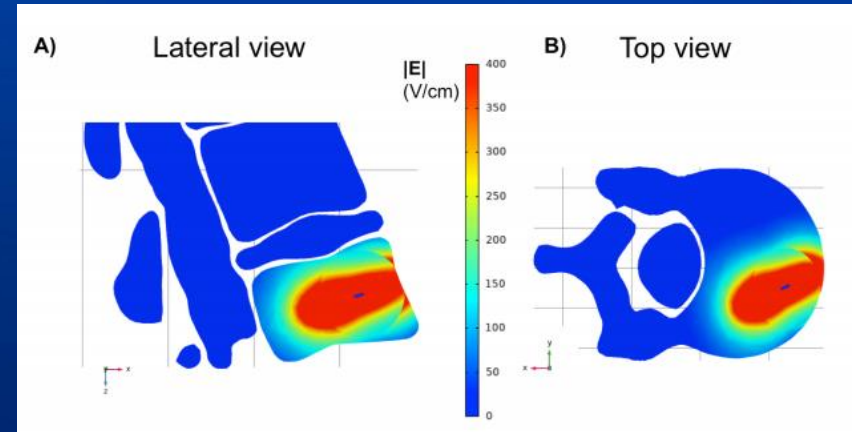 A)
Lateral view
|E|
(V/cm)
400
350
300
250
200
150
100
50
0
x
z
B)
Top view
y
x